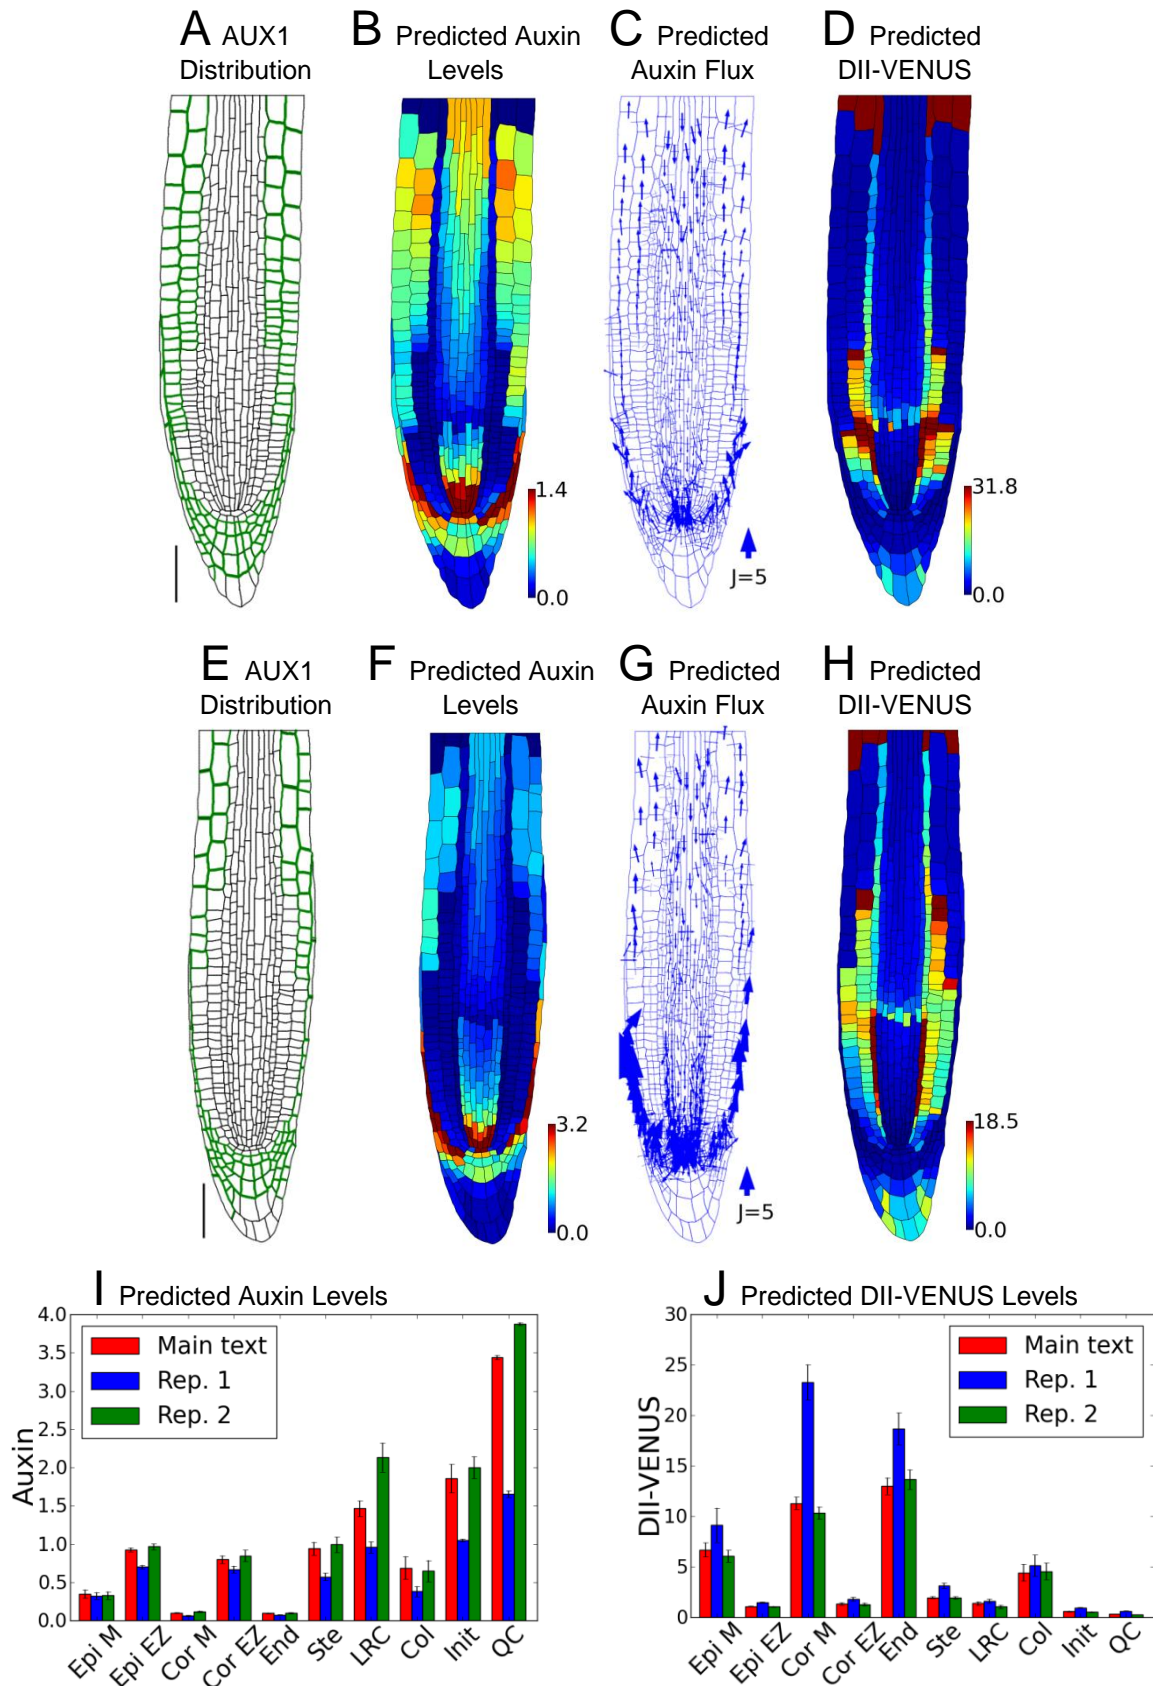 A AUX1
Distribution
B Predicted Auxin
Levels
C Predicted
Auxin Flux
D Predicted
DII-VENUS
1.4
0.0
J=5
31.8
0.0
E AUX1
Distribution
F Predicted Auxin
Levels
G Predicted
Auxin Flux
H Predicted
DII-VENUS
3.2
0.0
J=5
18.5
0.0
I Predicted Auxin Levels
4.0
3.5
3.0
2.5
2.0
1.5
1.0
0.5
0.0
Auxin
Main text
Rep. 1
Rep. 2
Epi M
Epi EZ
Cor M
Cor EZ
End
Ste
LRC
Col
Init
QC
J Predicted DII-VENUS Levels
30
25
20
15
10
5
0
DII-VENUS
Main text
Rep. 1
Rep. 2
Epi M
Epi EZ
Cor M
Cor EZ
End
Ste
LRC
Col
Init
QC